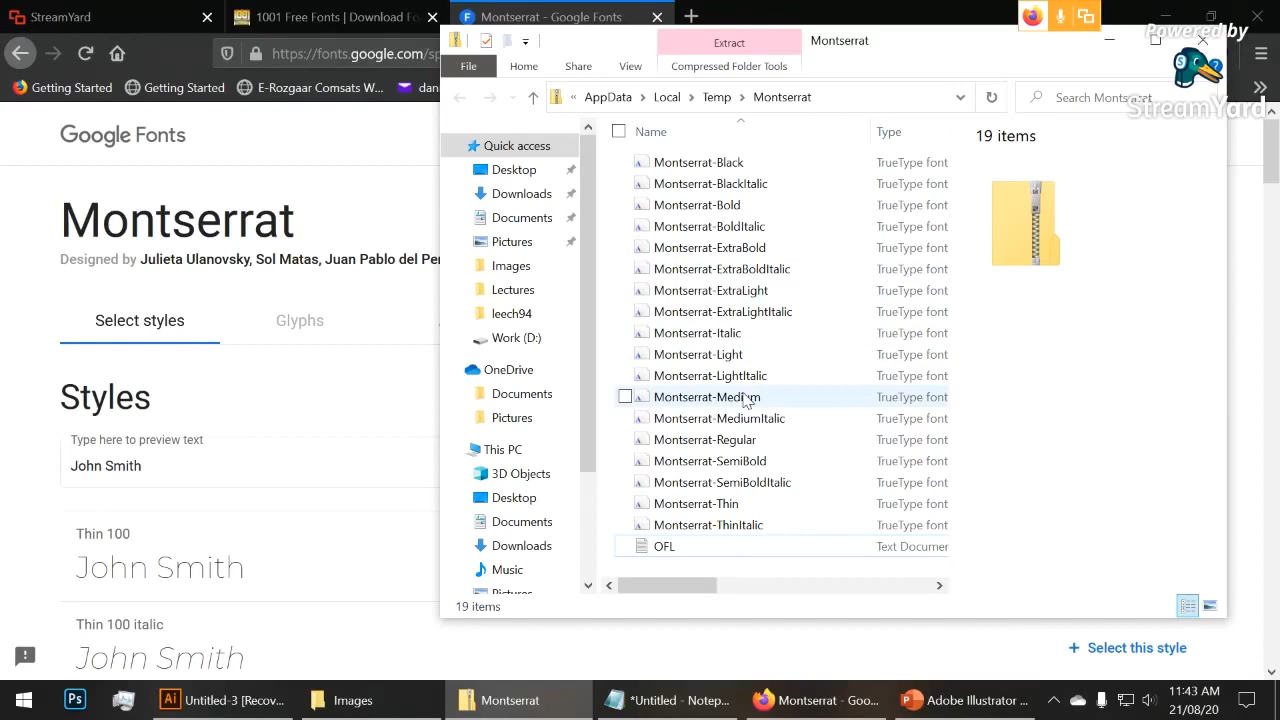 StreamYard
1001 Free Fonts | Download Fo
Montserrat - Google Fonts
Powered by
StreamYard
https://fonts.google.com/sp
Getting Started
Getting Started
E-Rozgan Tomsats W...
dan
Google Fonts
Montserrat
Designed by Julieta Ulanovsky, Sol Matas, Juan Pablo del Per
Select styles
Glyphs
Styles
Type here to preview text
John Smith
Thin 100
John Smith
Thin 100 italic
John Smith
+ Select this style
Extract
Montserrat
File
Home
Share
View
Compressed Folder Tools
« AppData > Local > Temp > Montserrat
Quick access
Desktop
Downloads
Documents
Pictures
Images
Lectures
leech94
Work (D:)
OneDrive
Documents
Pictures
This PC
3D Objects
Desktop
Documents
Downloads
Music
Pictures
Name
Type
Montserrat-Black TrueType font
Montserrat-BlackItalic TrueType font
Montserrat-Bold TrueType font
Montserrat-BoldItalic TrueType font
Montserrat-ExtraBold TrueType font
Montserrat-ExtraBoldItalic TrueType font
Montserrat-ExtraLight TrueType font
Montserrat-ExtraLightItalic TrueType font
Montserrat-Italic TrueType font
Montserrat-Light TrueType font
Montserrat-LightItalic TrueType font
Montserrat-Medium TrueType font
Montserrat-MediumItalic TrueType font
Montserrat-Regular TrueType font
Montserrat-SemiBold TrueType font
Montserrat-SemiBoldItalic TrueType font
Montserrat-Thin TrueType font
Montserrat-ThinItalic TrueType font
OFL Text Documen
19 items
19 items
Ps
Ai Untitled-3 [Recov...
Images
Montserrat
*Untitled - Notep...
Montserrat - Goo...
Adobe Illustrator ...
11:43 AM
21/08/20